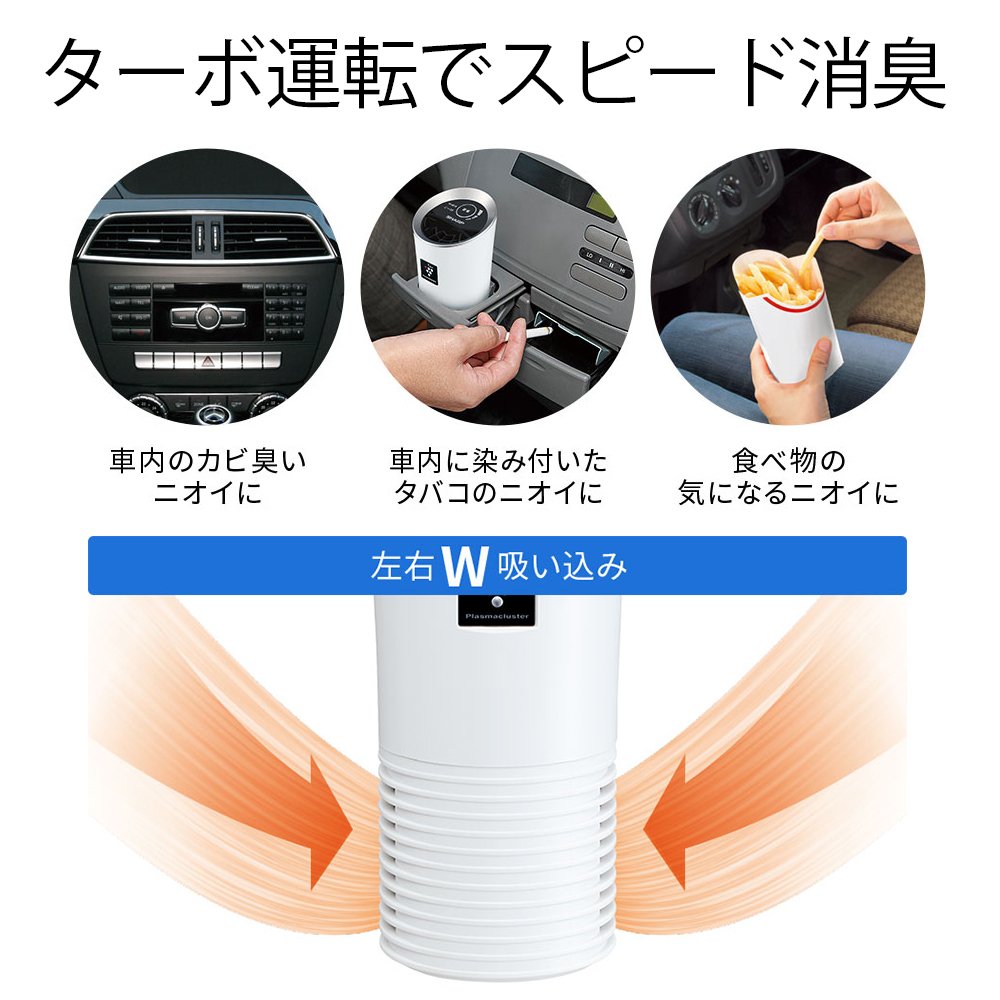 ターボ運転でスピード消臭
車内のカビ臭い
ニオイに
車内に染み付いた
タバコのニオイに
食べ物の
気になるニオイに
左右W吸い込み
Plasmacluster